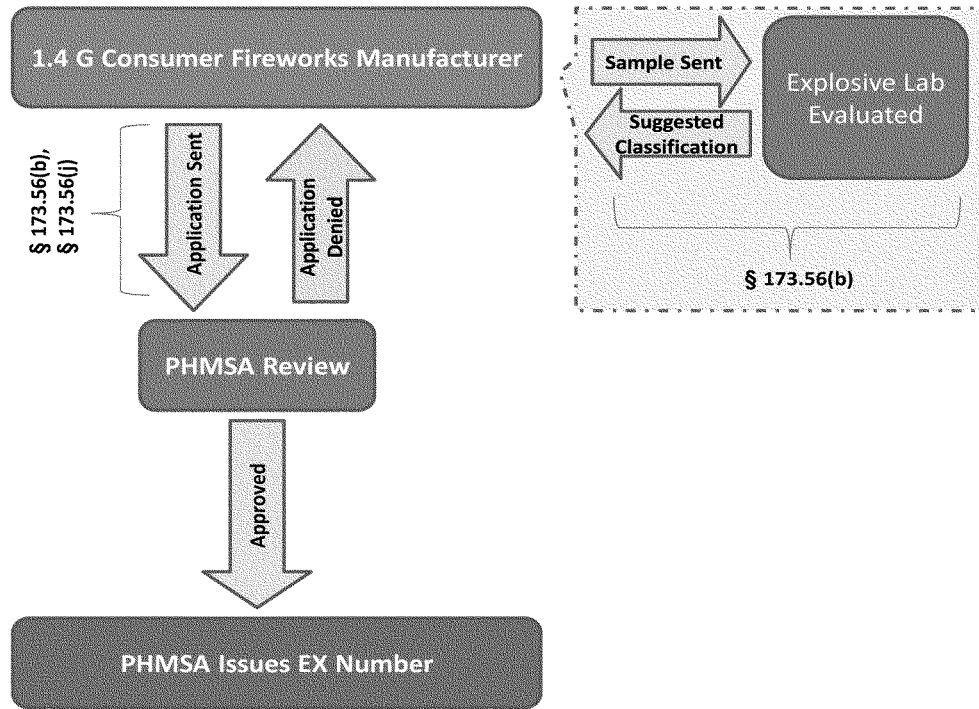 1.4 G Consumer Fireworks Manufacturer
Sample Sent
Suggested
Classification
Explosive Lab
Evaluated
§ 173.56(b)
§ 173.56(b),
§ 173.56(j)
Application Sent
Application
Denied
PHMSA Review
Approved
PHMSA Issues EX Number